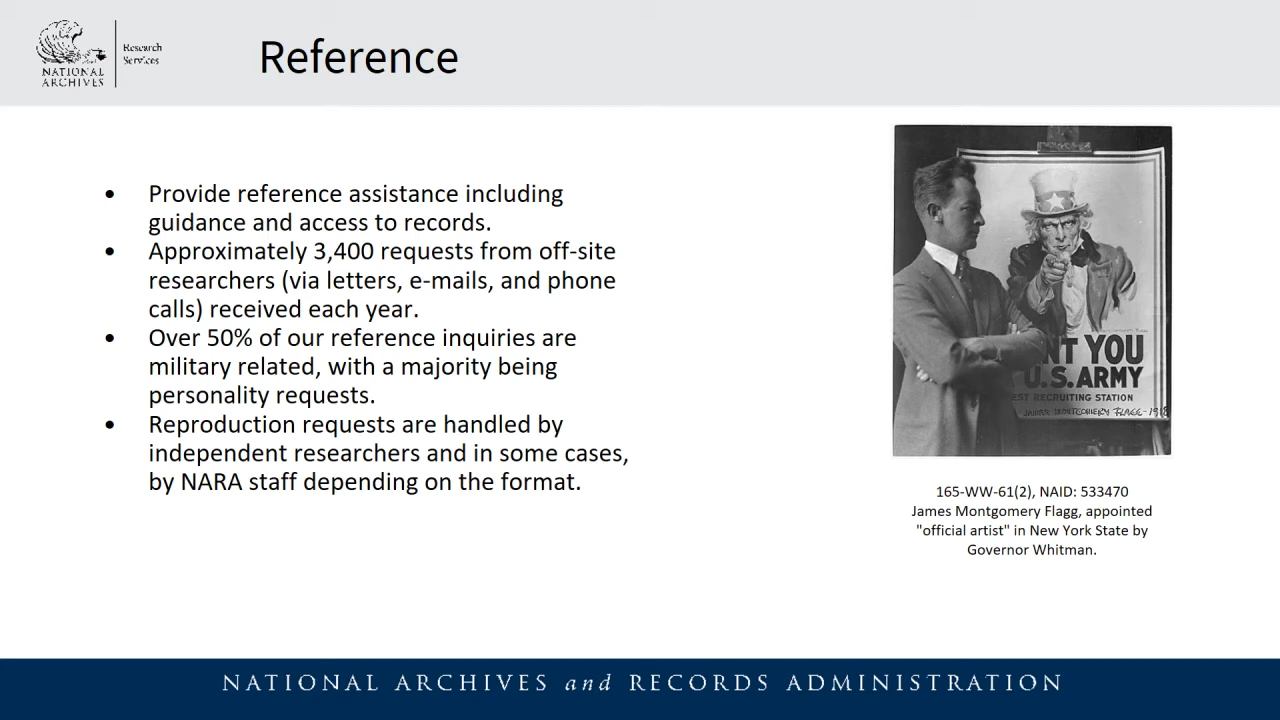 NATIONAL
ARCHIVES
Research
Services
Reference
• Provide reference assistance including
guidance and access to records.
• Approximately 3,400 requests from off-site
researchers (via letters, e-mails, and phone
calls) received each year.
• Over 50% of our reference inquiries are
military related, with a majority being
personality requests.
• Reproduction requests are handled by
independent researchers and in some cases,
by NARA staff depending on the format.
NT YOU
U.S. ARMY
EST RECRUITING STATION
JAMES MONTGOMERY FLAGG - 1918
165-WW-61(2), NAID: 533470
James Montgomery Flagg, appointed
"official artist" in New York State by
Governor Whitman.
NATIONAL ARCHIVES and RECORDS ADMINISTRATION